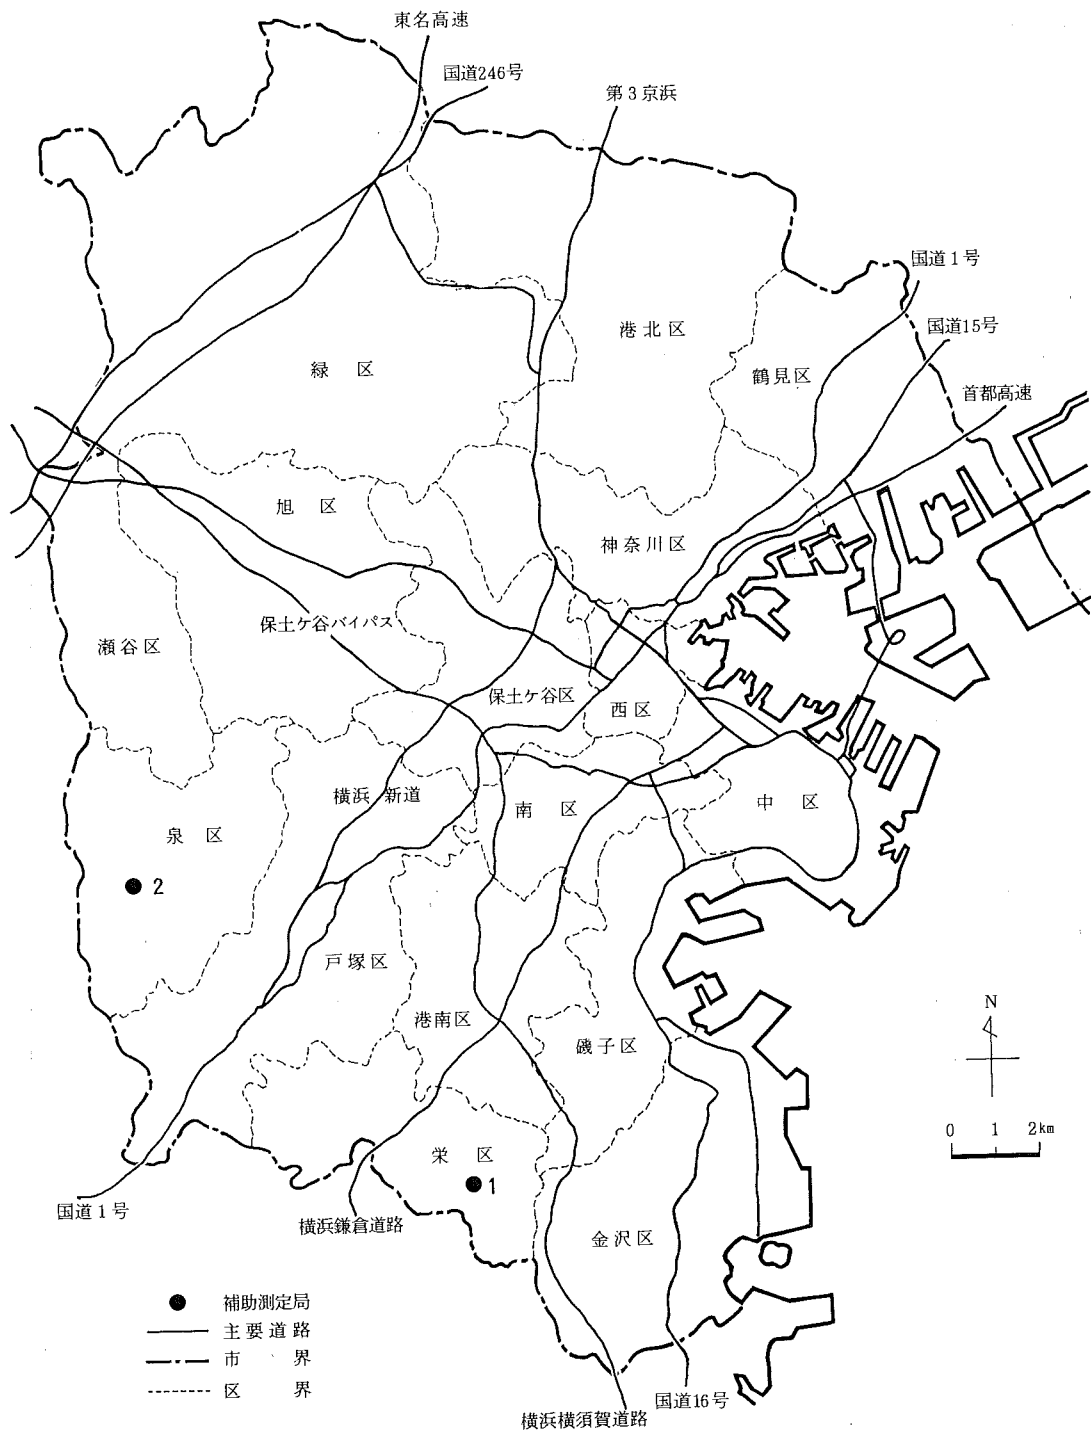 東名高速
国道246号
第3京浜
国道1号
国道15号
港北区
緑 区
鶴見区
首都高速
旭 区
神奈川区
保土ケ谷バイパス
瀬谷区
保土ケ谷区
西区
横浜 新道
南 区
中 区
泉 区
2
戸塚区
港南区
磯子区
N
0 1 2km
栄 区
1
国道1号
横浜鎌倉道路
金沢区
補助測定局
主要道路
市 界
区 界
国道16号
横浜横須賀道路